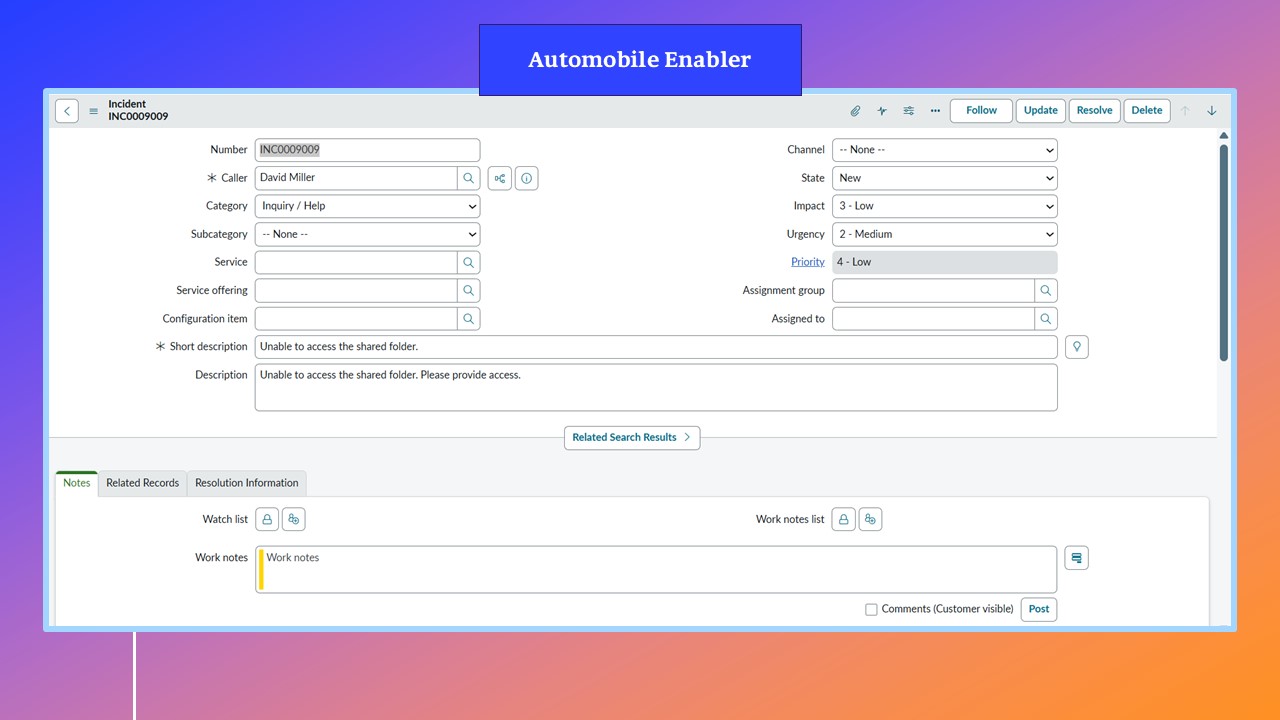 Automobile Enabler
Incident
INC0009009
Follow Update Resolve Delete
Number INC0009009 Channel -- None --
Caller David Miller State New
Category Inquiry / Help Impact 3 - Low
Subcategory -- None -- Urgency 2 - Medium
Service Priority 4 - Low
Service offering Assignment group
Configuration item Assigned to
Short description Unable to access the shared folder.
Description Unable to access the shared folder. Please provide access.
Related Search Results
Notes Related Records Resolution Information
Watch list Work notes list
Work notes Work notes
Comments (Customer visible) Post